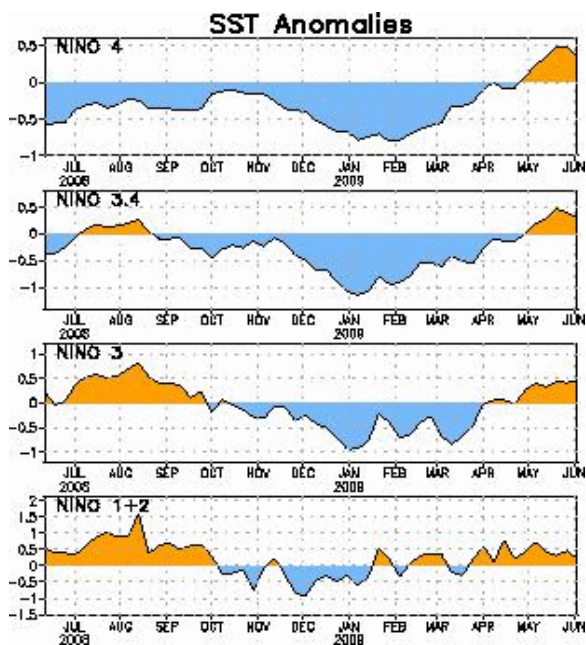 SST Anomalies
NINO 4
0.5
0
-0.5
-1
JUL AUG SEP OCT NOV DEC JAN FEB MAR APR MAY JUN
2008 2009
NINO 3.4
0.5
0
-0.5
-1
JUL AUG SEP OCT NOV DEC JAN FEB MAR APR MAY JUN
2008 2009
NINO 3
1
0.5
0
-0.5
-1
JUL AUG SEP OCT NOV DEC JAN FEB MAR APR MAY JUN
2008 2009
NINO 1+2
2
1.5
1
0.5
0
-0.5
-1
-1.5
JUL AUG SEP OCT NOV DEC JAN FEB MAR APR MAY JUN
2008 2009